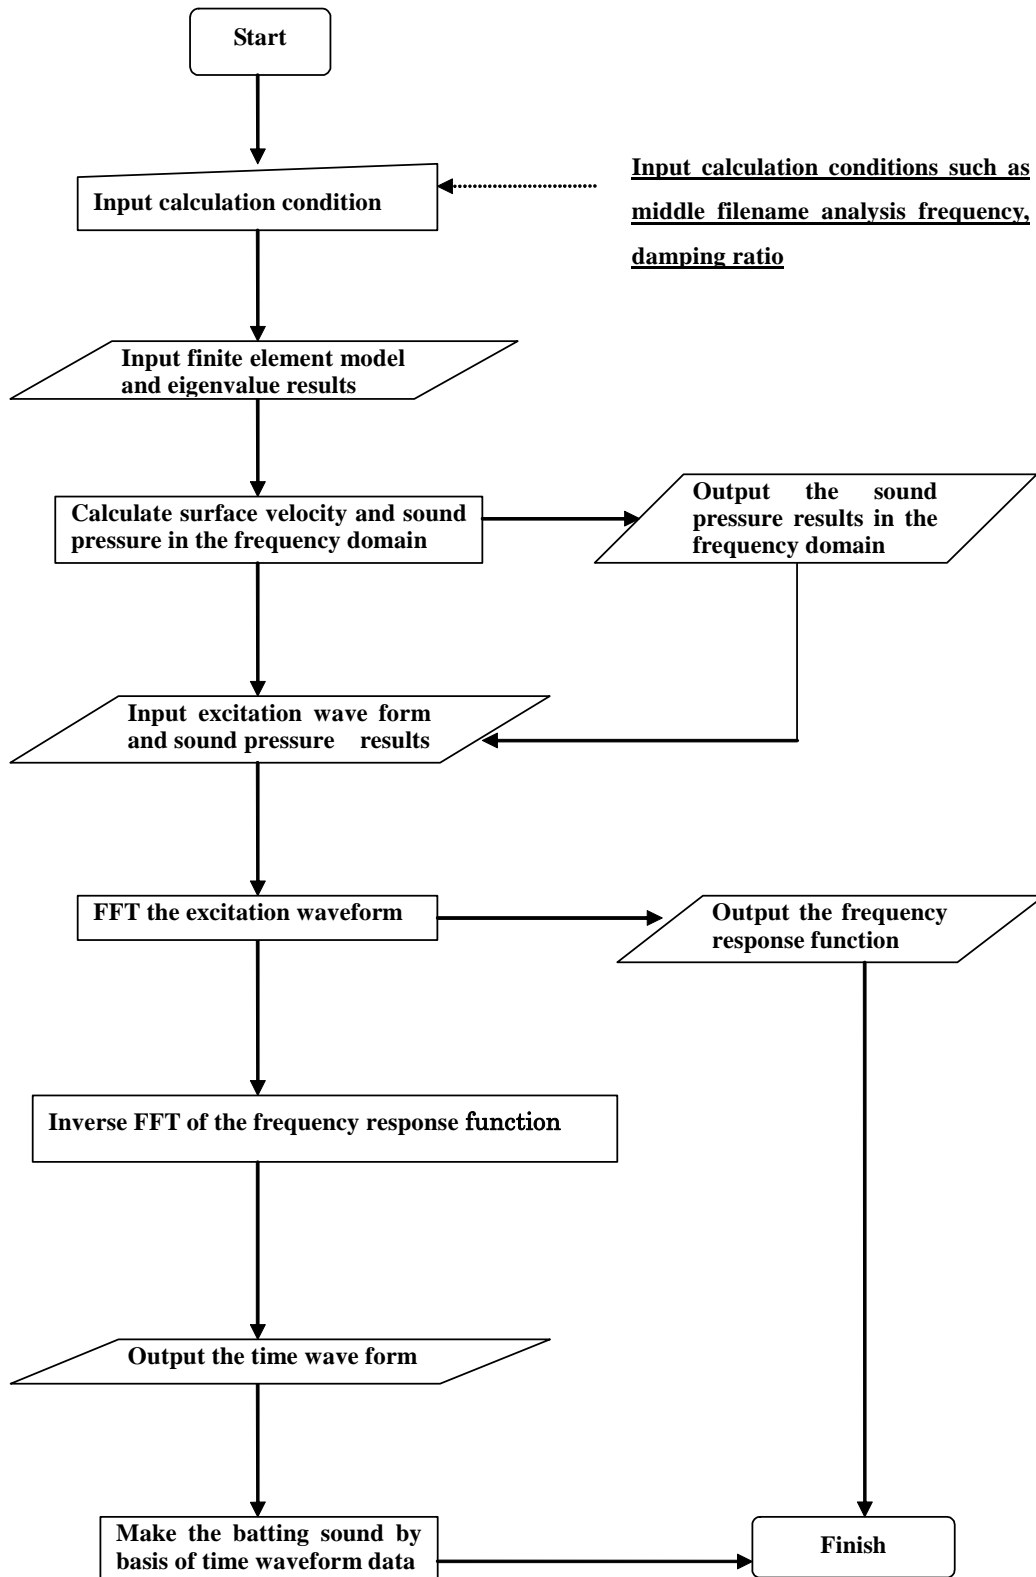 Start
Input calculation conditions such as
middle filename analysis frequency,
damping ratio
Input calculation condition
Input finite element model
and eigenvalue results
Calculate surface velocity and sound
pressure in the frequency domain
Output the sound
pressure results in the
frequency domain
Input excitation wave form
and sound pressure results
FFT the excitation waveform
Output the frequency
response function
Inverse FFT of the frequency response function
Output the time wave form
Make the batting sound by
basis of time waveform data
Finish